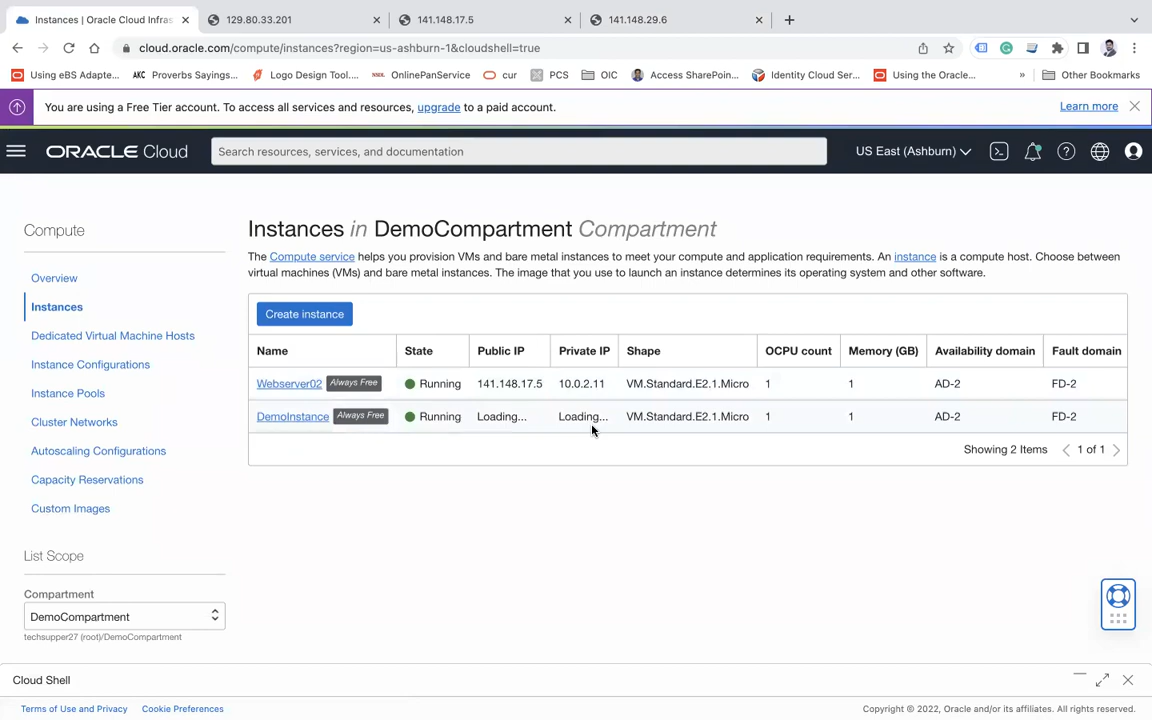 Instances | Oracle Cloud Infras
129.80.33.201
141.148.17.5
141.148.29.6
cloud.oracle.com/compute/instances?region=us-ashburn-1&cloudshell=true
Using eBS Adapte...
AKC Proverbs Sayings...
Logo Design Tool....
OnlinePanService
cur
PCS
OIC
Access SharePoin...
Identity Cloud Ser...
Using the Oracle...
»
Other Bookmarks
You are using a Free Tier account. To access all services and resources, upgrade to a paid account.
Learn more
ORACLE Cloud
Search resources, services, and documentation
US East (Ashburn)
Compute
Overview
Instances
Dedicated Virtual Machine Hosts
Instance Configurations
Instance Pools
Cluster Networks
Autoscaling Configurations
Capacity Reservations
Custom Images
List Scope
Compartment
DemoCompartment
techsupper27 (root)/DemoCompartment
Instances in DemoCompartment Compartment
The Compute service helps you provision VMs and bare metal instances to meet your compute and application requirements. An instance is a compute host. Choose between
virtual machines (VMs) and bare metal instances. The image that you use to launch an instance determines its operating system and other software.
Create instance
Name State Public IP Private IP Shape OCPU count Memory (GB) Availability domain Fault domain
Webserver02 Always Free Running 141.148.17.5 10.0.2.11 VM.Standard.E2.1.Micro 1 1 AD-2 FD-2
DemoInstance Always Free Running Loading... Loading... VM.Standard.E2.1.Micro 1 1 AD-2 FD-2
Showing 2 Items 1 of 1
Cloud Shell
Terms of Use and Privacy Cookie Preferences
Copyright © 2022, Oracle and/or its affiliates. All rights reserved.